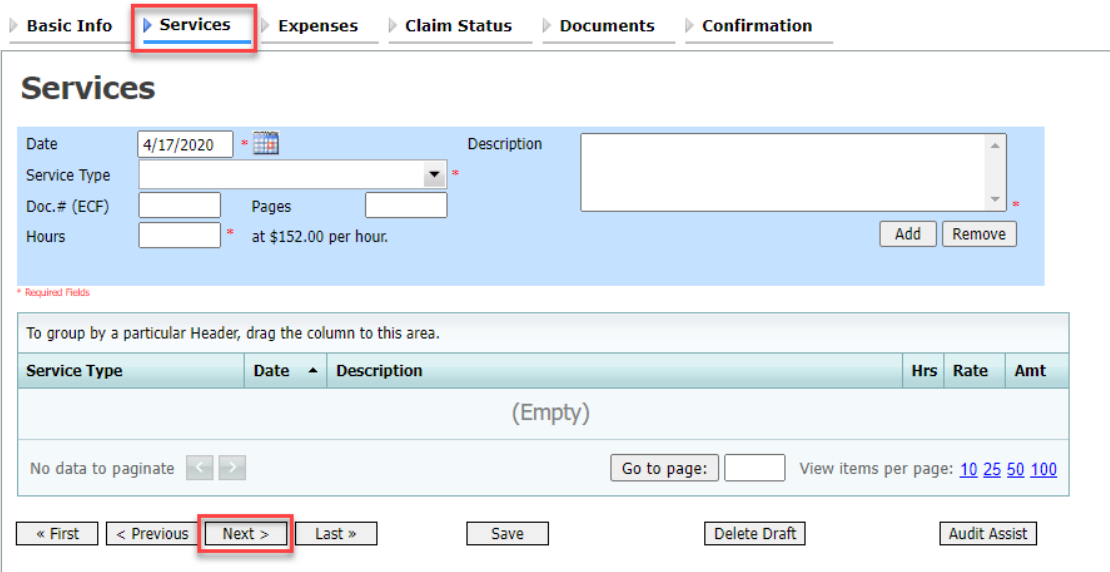 Basic Info Services Expenses Claim Status Documents Confirmation
Services
Date 4/17/2020 * Description
Service Type *
Doc.# (ECF) Pages *
Hours * at $152.00 per hour. Add Remove
* Required Fields
To group by a particular Header, drag the column to this area.
Service Type Date Description Hrs Rate Amt
(Empty)
No data to paginate < > Go to page: View items per page: 10 25 50 100
« First < Previous Next > Last » Save Delete Draft Audit Assist